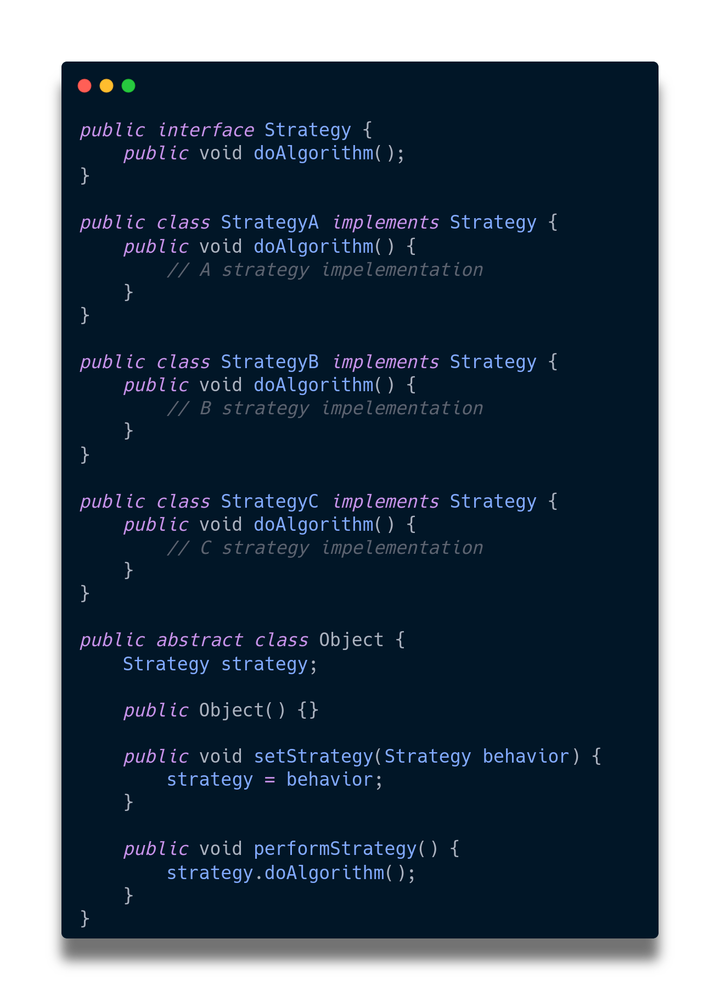 public interface Strategy {
    public void doAlgorithm();
}

public class StrategyA implements Strategy {
    public void doAlgorithm() {
        // A strategy impelementation
    }
}

public class StrategyB implements Strategy {
    public void doAlgorithm() {
        // B strategy impelementation
    }
}

public class StrategyC implements Strategy {
    public void doAlgorithm() {
        // C strategy impelementation
    }
}

public abstract class Object {
    Strategy strategy;

    public Object() {}

    public void setStrategy(Strategy behavior) {
        strategy = behavior;
    }

    public void performStrategy() {
        strategy.doAlgorithm();
    }
}